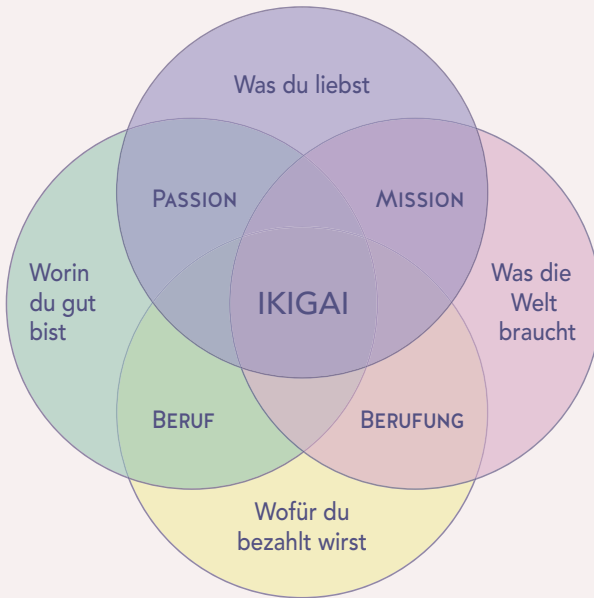 Was du liebst
PASSION
MISSION
Worin
du gut
bist
IKIGAI
Was die
Welt
braucht
BERUF
BERUFUNG
Wofür du
bezahlt wirst